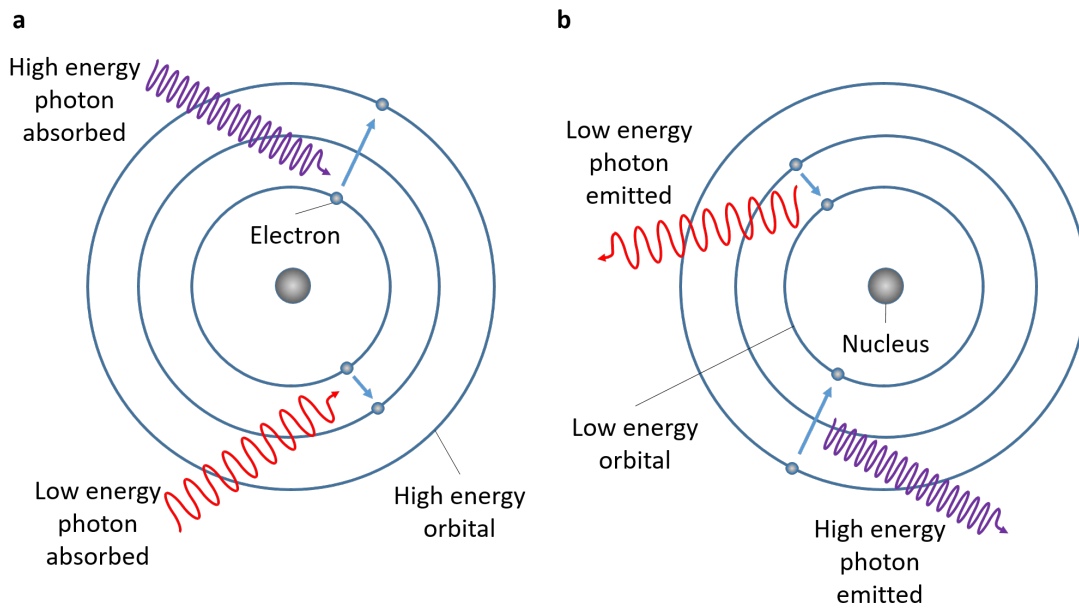 a
High energy
photon
absorbed
Electron
Low energy
photon
absorbed
High energy
orbital
b
Low energy
photon
emitted
Nucleus
Low energy
orbital
High energy
photon
emitted